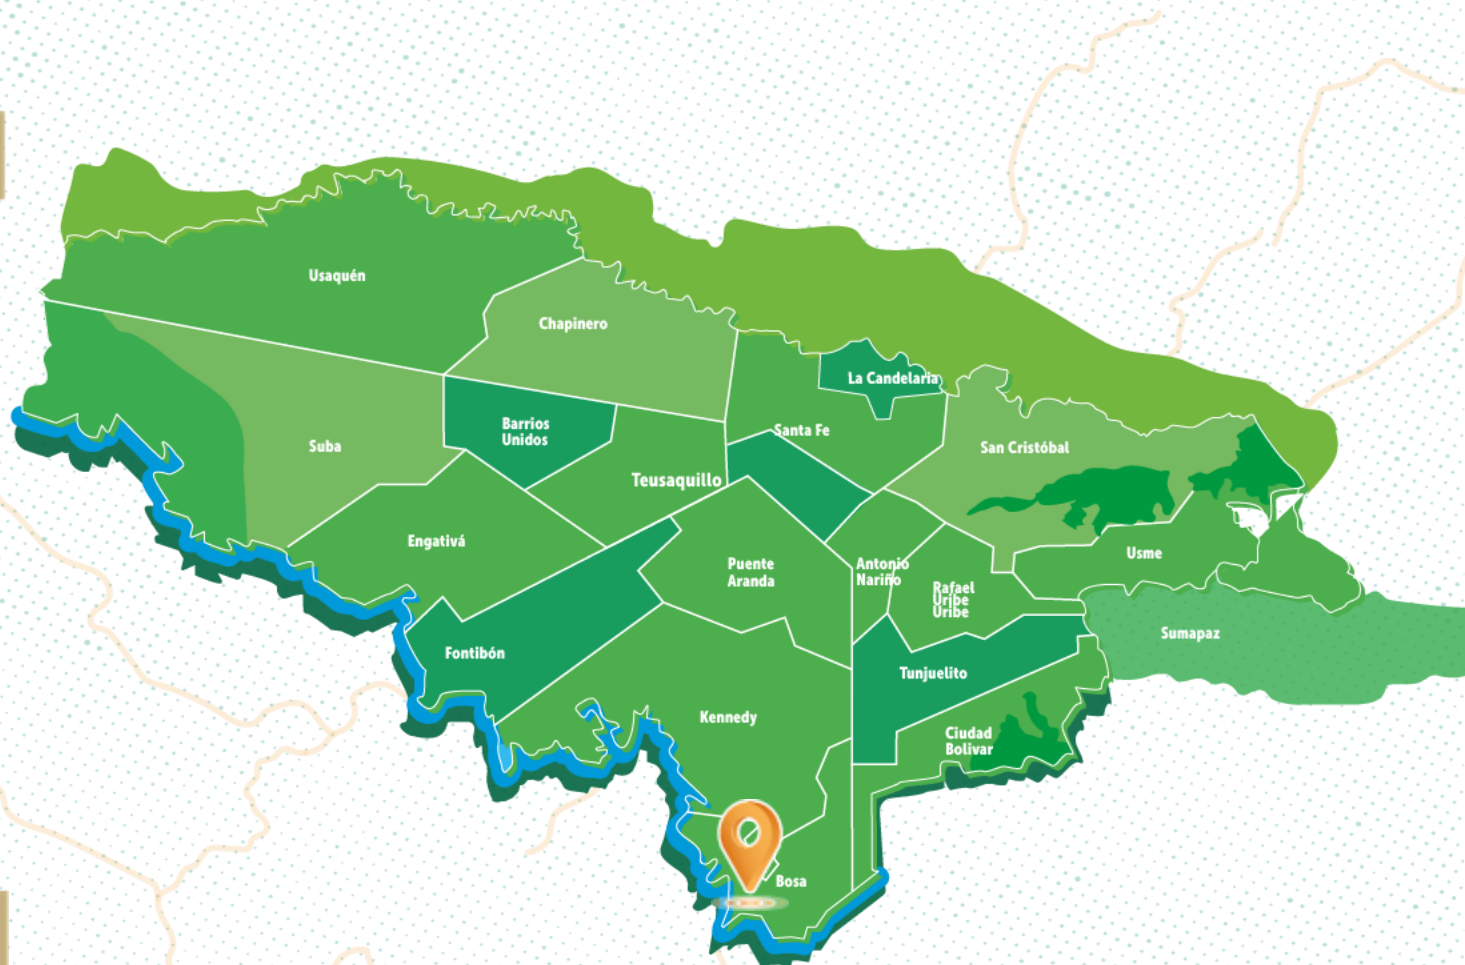 Usaquén
Chapinero
La Candelaria
Barrios
Unidos
Santa Fe
Suba
San Cristóbal
Teusaquillo
Engativá
Usme
Puente
Aranda
Antonio
Nariño
Rafael
Uribe
Uribe
Sumapaz
Fontibón
Tunjuelito
Kennedy
Ciudad
Bolivar
Bosa